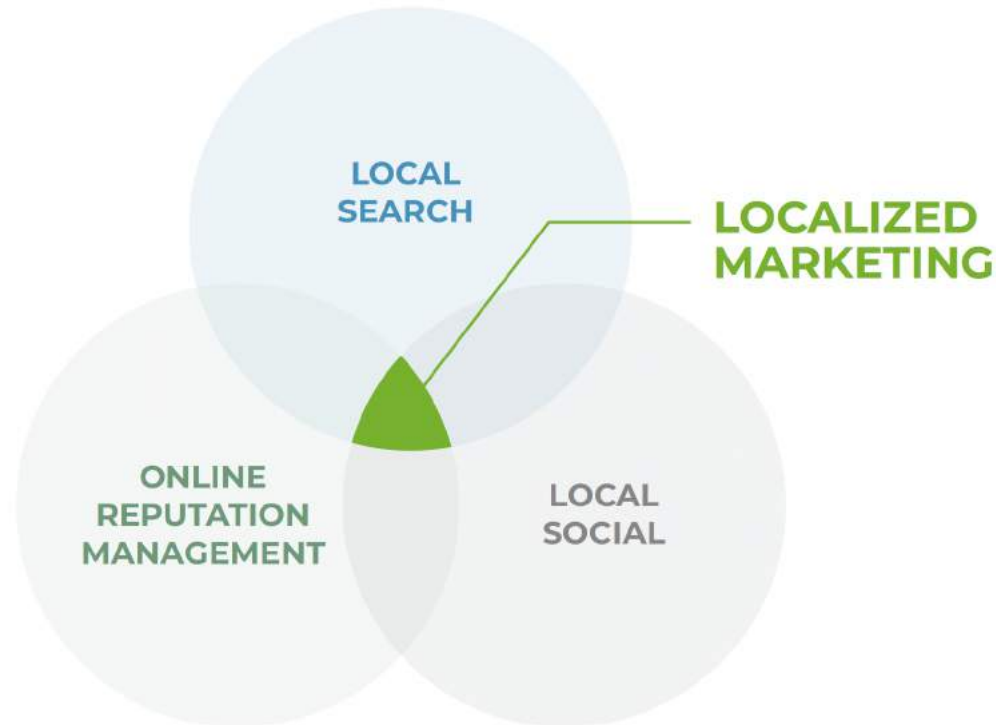 LOCAL
SEARCH
LOCALIZED
MARKETING
ONLINE
REPUTATION
MANAGEMENT
LOCAL
SOCIAL